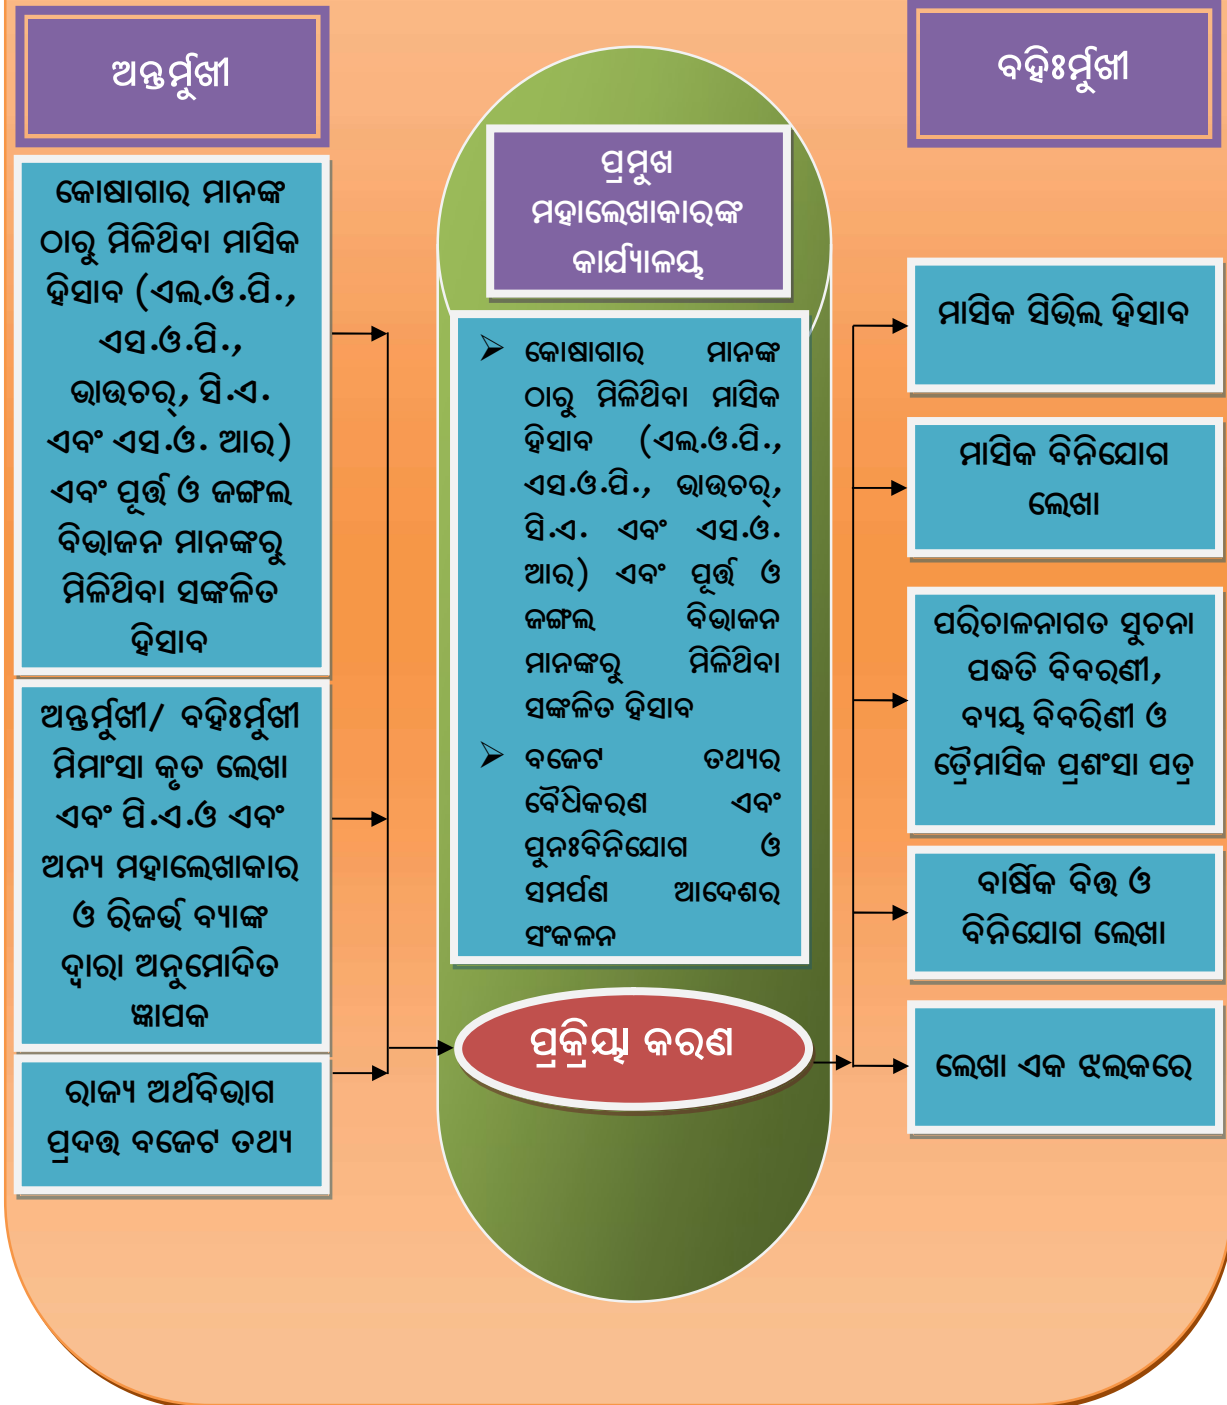 ଅନ୍ତର୍ମୁଖୀ
କୋଷାଗାର ମାନଙ୍କ
ଠାରୁ ମିଳିଥିବା ମାସିକ
ହିସାବ (ଏଲ.ଓ.ପି.,
ଏସ.ଓ.ପି.,
ଭାଉଚର୍, ସି.ଏ.
ଏବଂ ଏସ.ଓ. ଆର)
ଏବଂ ପୂର୍ତ୍ତ ଓ ଜଙ୍ଗଲ
ବିଭାଜନ ମାନଙ୍କରୁ
ମିଳିଥିବା ସଙ୍କଳିତ
ହିସାବ
ଅନ୍ତର୍ମୁଖୀ/ ବହିଃର୍ମୁଖୀ
ମିମାଂସା କୃତ ଲେଖା
ଏବଂ ପି.ଏ.ଓ ଏବଂ
ଅନ୍ୟ ମହାଲେଖାକାର
ଓ ରିଜର୍ଭ ବ୍ୟାଙ୍କ
ଦ୍ୱାରା ଅନୁମୋଦିତ
ଜ୍ଞାପକ
ରାଜ୍ୟ ଅର୍ଥବିଭାଗ
ପ୍ରଦତ୍ତ ବଜେଟ ତଥ୍ୟ
ପ୍ରମୁଖ
ମହାଲେଖାକାରଙ୍କ
କାର୍ଯ୍ୟାଳୟ
➢ କୋଷାଗାର ମାନଙ୍କ
ଠାରୁ ମିଳିଥିବା ମାସିକ
ହିସାବ (ଏଲ.ଓ.ପି.,
ଏସ.ଓ.ପି., ଭାଉଚର୍,
ସି.ଏ. ଏବଂ ଏସ.ଓ.
ଆର) ଏବଂ ପୂର୍ତ୍ତ ଓ
ଜଙ୍ଗଲ ବିଭାଜନ
ମାନଙ୍କରୁ ମିଳିଥିବା
ସଙ୍କଳିତ ହିସାବ
➢ ବଜେଟ ତଥ୍ୟର
ବୈଧିକରଣ ଏବଂ
ପୁନଃବିନିଯୋଗ ଓ
ସମର୍ପଣ ଆଦେଶର
ସଂକଳନ
ପ୍ରକ୍ରିୟା କରଣ
ବହିଃର୍ମୁଖୀ
ମାସିକ ସିଭିଲ ହିସାବ
ମାସିକ ବିନିଯୋଗ
ଲେଖା
ପରିଚାଳନାଗତ ସୁଚନା
ପଦ୍ଧତି ବିବରଣୀ,
ବ୍ୟୟ ବିବରିଣୀ ଓ
ତ୍ରୈମାସିକ ପ୍ରଶଂସା ପତ୍ର
ବାର୍ଷିକ ବିତ୍ତ ଓ
ବିନିଯୋଗ ଲେଖା
ଲେଖା ଏକ ଝଲକରେ